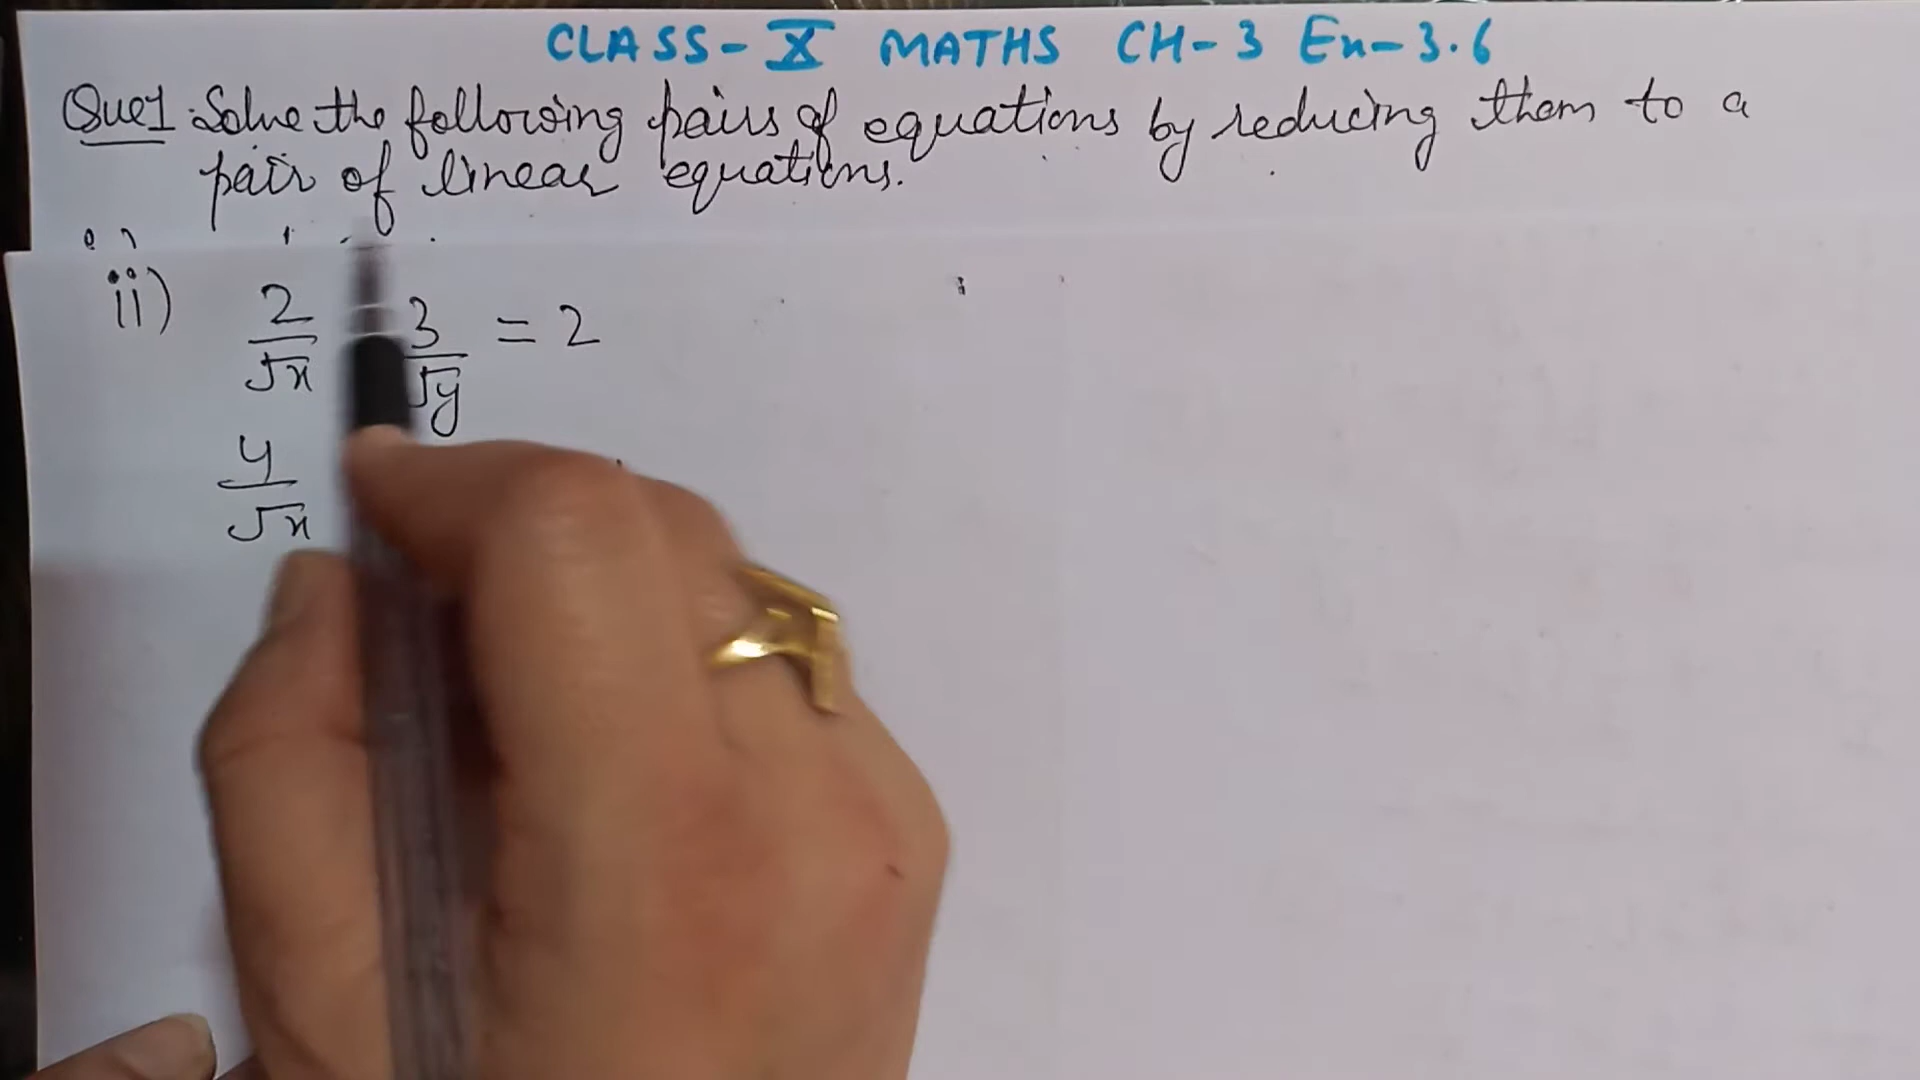 CLASS-X MATHS CH-3 Ex-3.6
Que1. Solve the following pairs of equations by reducing them to a
pair of linear equations.
ii) 2/√x 3/√y = 2
4/√x